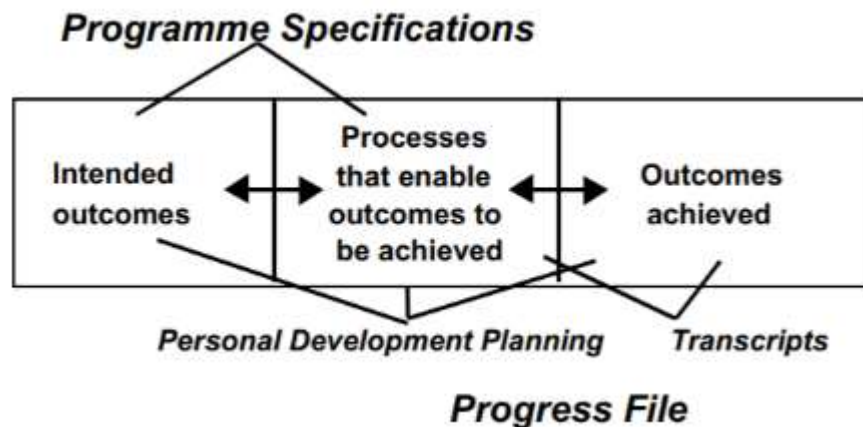 Programme Specifications
Intended
outcomes
Processes
that enable
outcomes to
be achieved
Outcomes
achieved
Personal Development Planning
Transcripts
Progress File